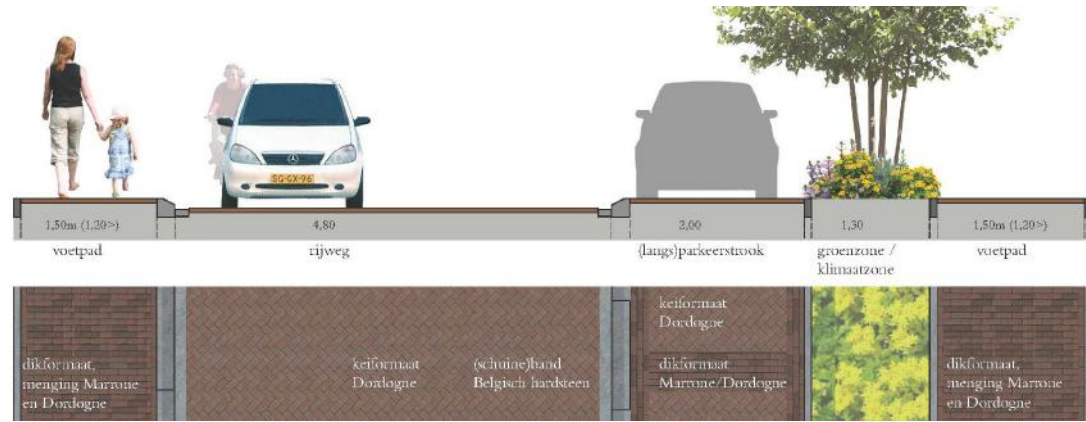 SG-GX-96
1,50m (1,20>)
4,80
2,00
1,30
1,50m (1,20>)
voetpad
rijweg
(langs)parkeerstrook
groenzone /
klimaatzone
voetpad
dikformaat,
menging Marrone
en Dordogne
keiformaat
Dordogne
(schuine)band
Belgisch hardsteen
keiformaat
Dordogne
dikformaat
Marrone/Dordogne
dikformaat,
menging Marrone
en Dordogne